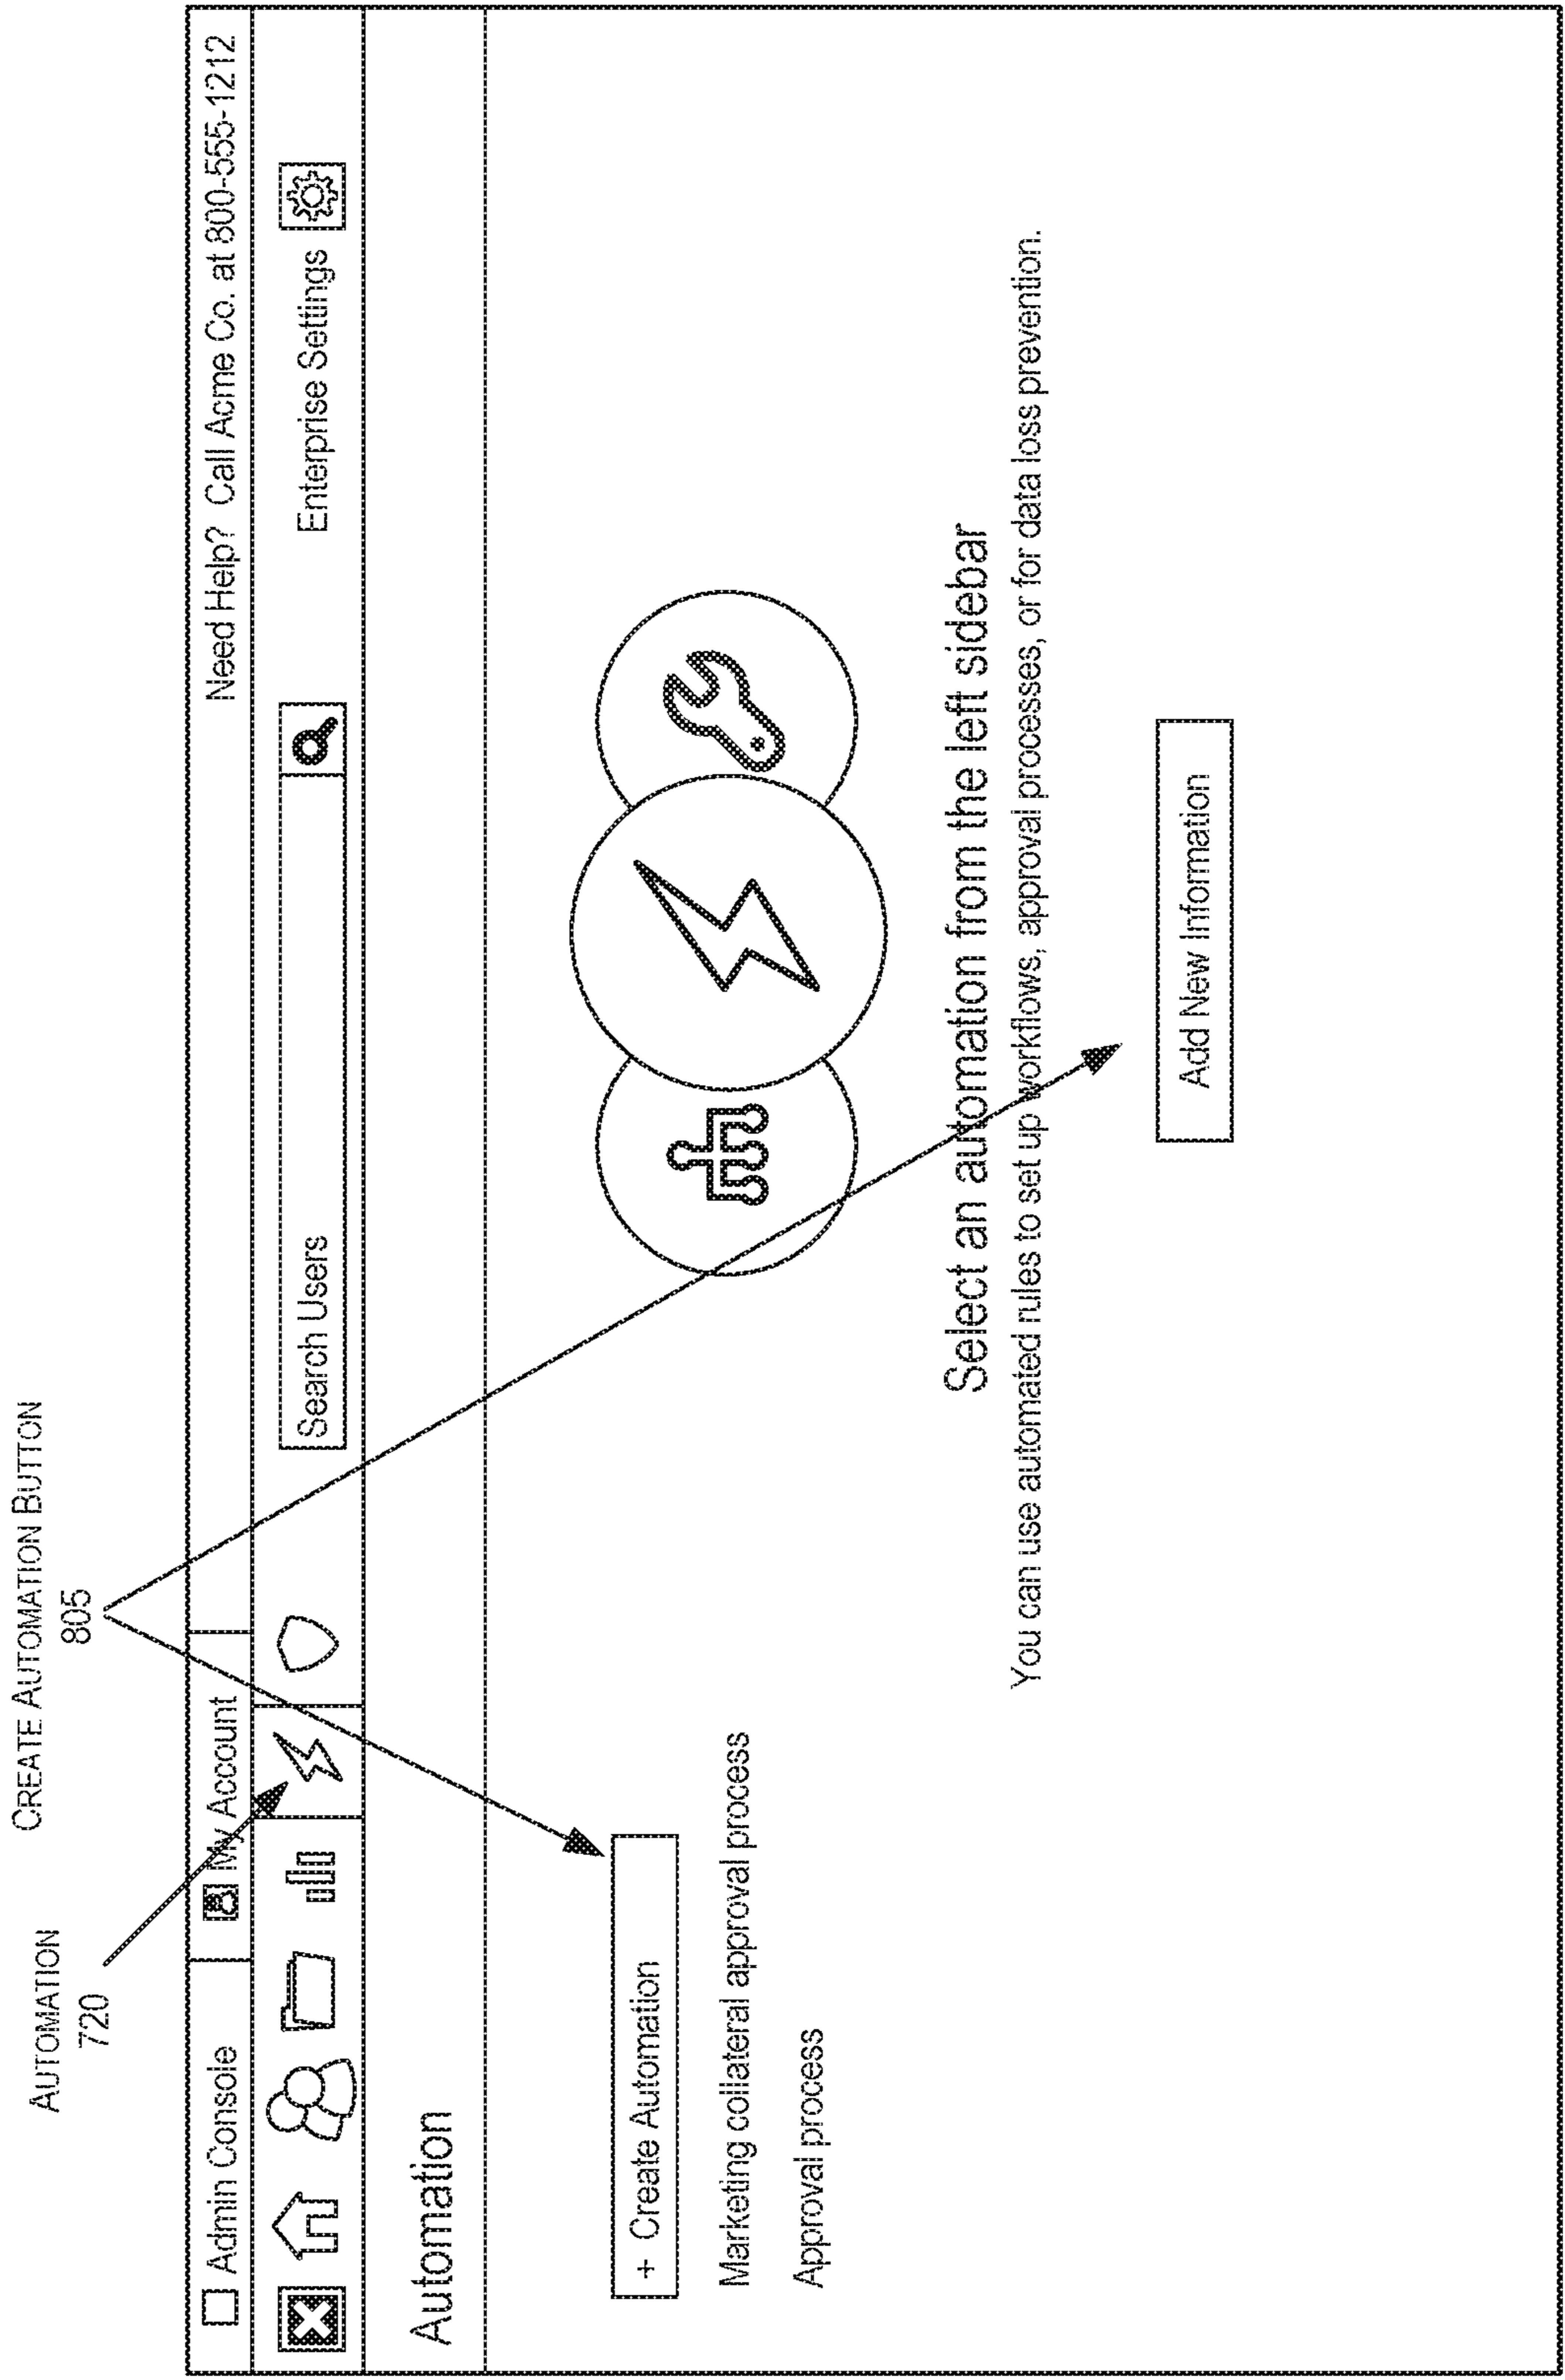 AUTOMATION
720
CREATE AUTOMATION BUTTON
805
Admin Console
My Account
Need Help? Call Acme Co. at 800-555-1212
Search Users
Enterprise Settings
Automation
+ Create Automation
Marketing collateral approval process
Approval process
Select an automation from the left sidebar
You can use automated rules to set up workflows, approval processes, or for data loss prevention.
Add New Information